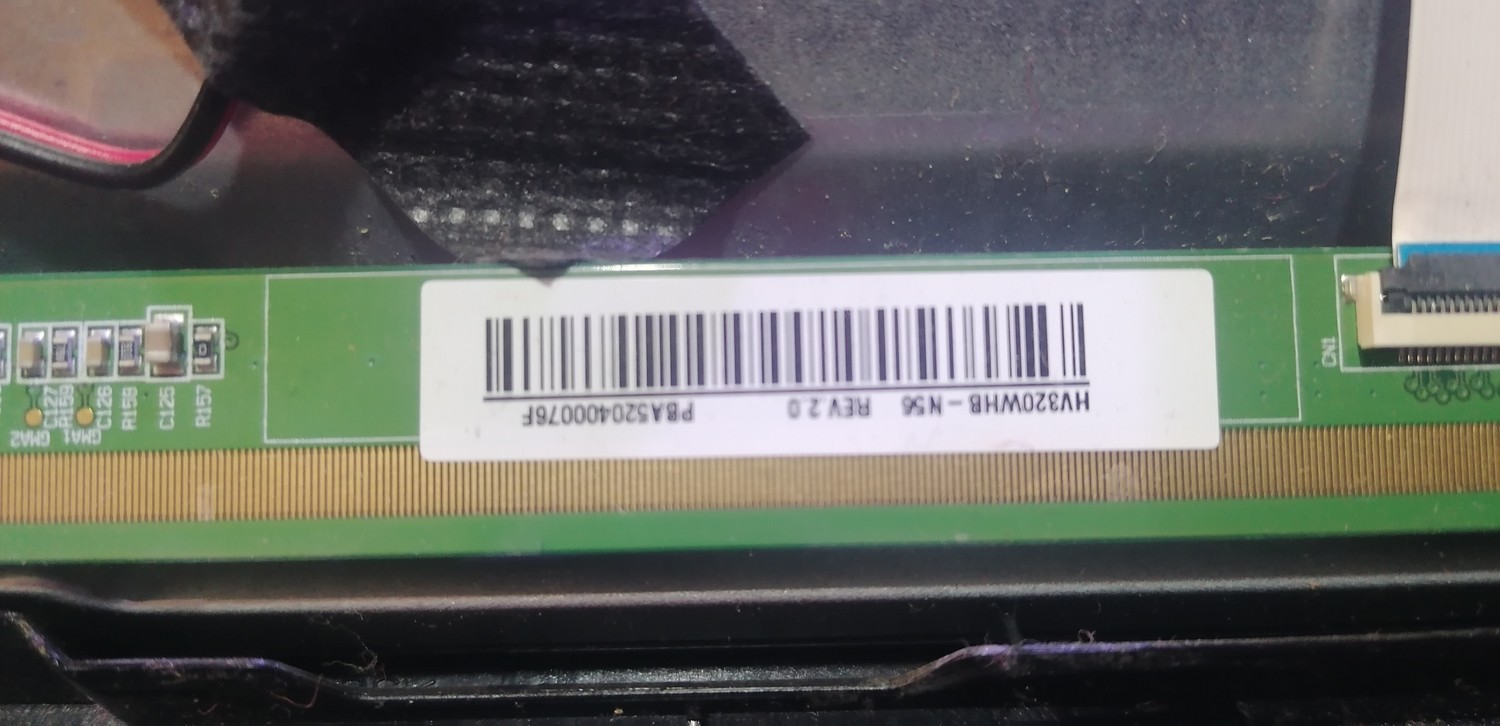 HV320WHB-N56 REV 2.0 PBA520400076F
CN1
C127
R159
C126
R158
C125
R157
GMA2
GMA1